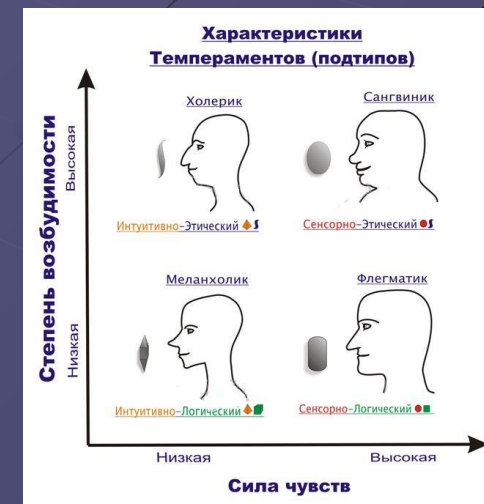 Характеристики
Темпераментов (подтипов)
Степень возбудимости
Высокая
Низкая
Холерик
Интуитивно-Этический
Сангвиник
Сенсорно-Этический
Меланхолик
Интуитивно-Логический
Флегматик
Сенсорно-Логический
Низкая
Высокая
Сила чувств